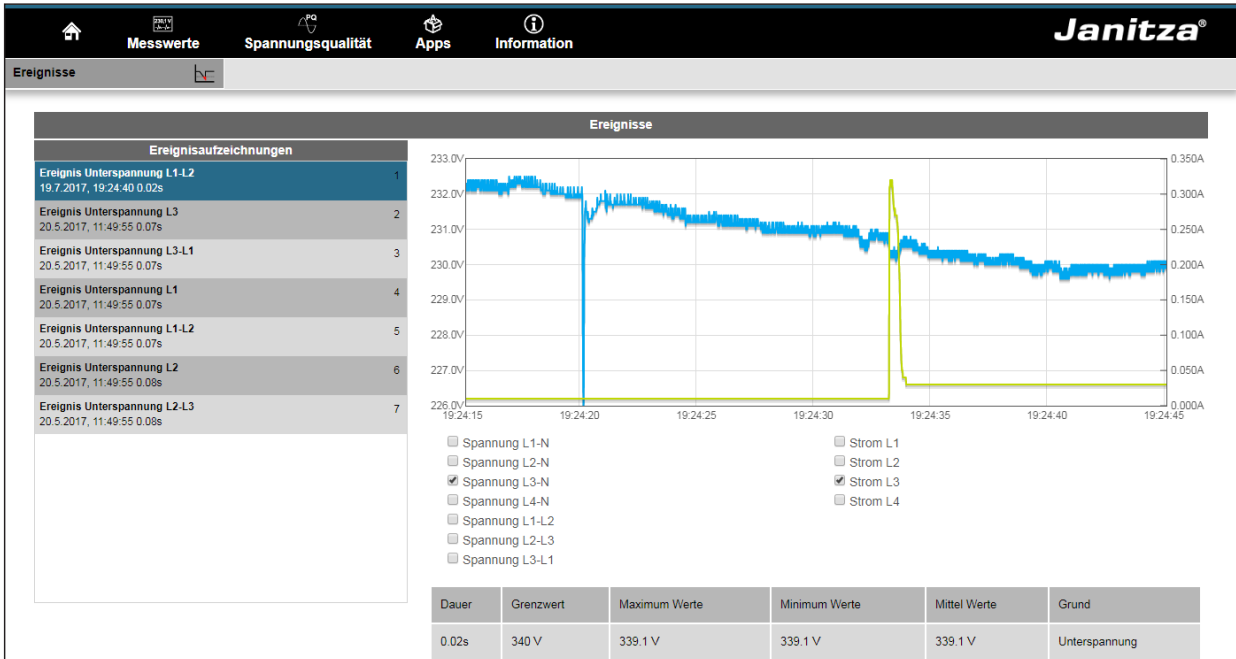 230,1 V
PQ
Messwerte
Spannungsqualität
Apps
Information
Janitza®
Ereignisse
Ereignisse
Ereignisaufzeichnungen
Ereignis Unterspannung L1-L2
19.7.2017, 19:24:40 0.02s
1
Ereignis Unterspannung L3
20.5.2017, 11:49:55 0.07s
2
Ereignis Unterspannung L3-L1
20.5.2017, 11:49:55 0.07s
3
Ereignis Unterspannung L1
20.5.2017, 11:49:55 0.07s
4
Ereignis Unterspannung L1-L2
20.5.2017, 11:49:55 0.07s
5
Ereignis Unterspannung L2
20.5.2017, 11:49:55 0.08s
6
Ereignis Unterspannung L2-L3
20.5.2017, 11:49:55 0.08s
7
233.0V
232.0V
231.0V
230.0V
229.0V
228.0V
227.0V
226.0V
0.350A
0.300A
0.250A
0.200A
0.150A
0.100A
0.050A
0.000A
19:24:15
19:24:20
19:24:25
19:24:30
19:24:35
19:24:40
19:24:45
Spannung L1-N
Spannung L2-N
Spannung L3-N
Spannung L4-N
Spannung L1-L2
Spannung L2-L3
Spannung L3-L1
Strom L1
Strom L2
Strom L3
Strom L4
Dauer Grenzwert Maximum Werte Minimum Werte Mittel Werte Grund
0.02s 340 V 339.1 V 339.1 V 339.1 V Unterspannung